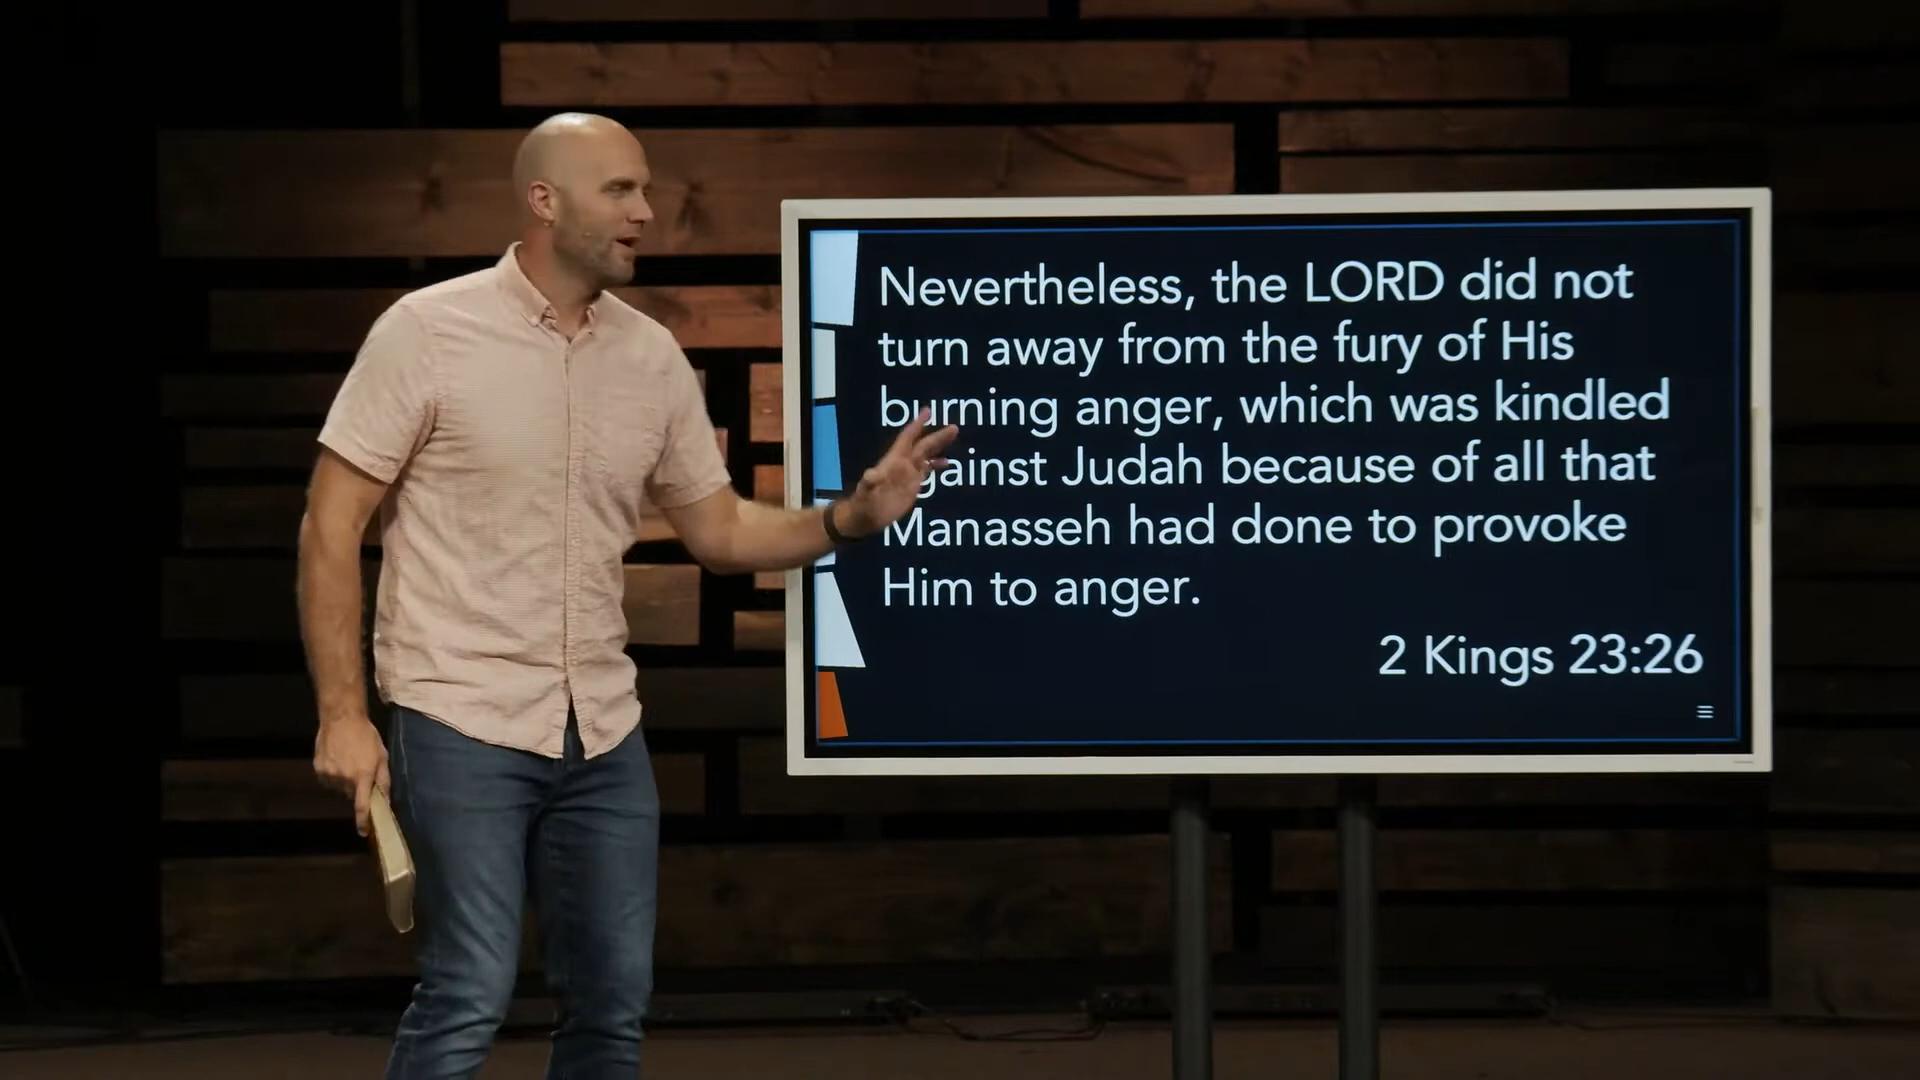 Nevertheless, the LORD did not
turn away from the fury of His
burning anger, which was kindled
against Judah because of all that
Manasseh had done to provoke
Him to anger.
2 Kings 23:26